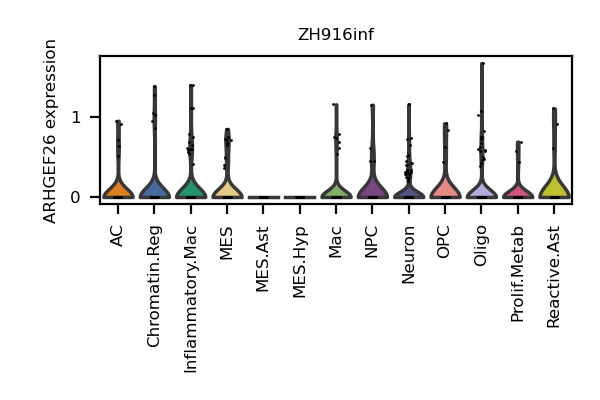 ZH916inf
ARHGEF26 expression
1
0
AC
Chromatin.Reg
Inflammatory.Mac
MES
MES.Ast
MES.Hyp
Mac
NPC
Neuron
OPC
Oligo
Prolif.Metab
Reactive.Ast